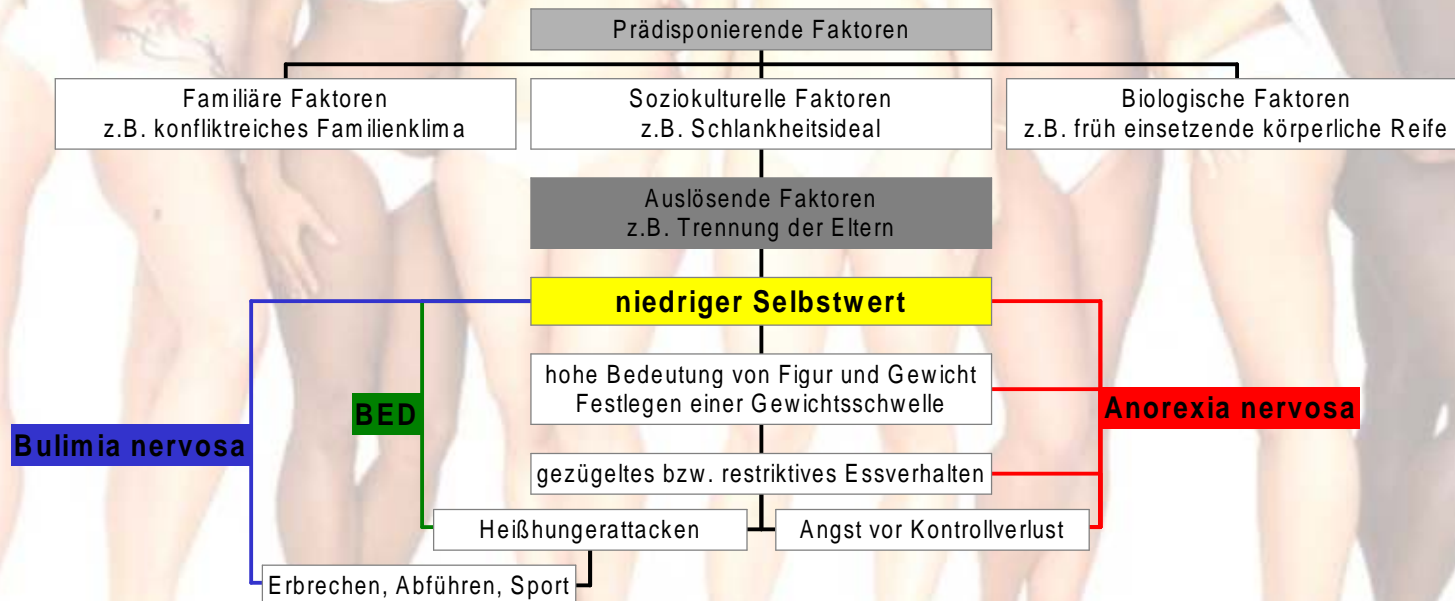 Prädisponierende Faktoren
Familiäre Faktoren
z.B. konfliktreiches Familienklima
Soziokulturelle Faktoren
z.B. Schlankheitsideal
Biologische Faktoren
z.B. früh einsetzende körperliche Reife
Auslösende Faktoren
z.B. Trennung der Eltern
niedriger Selbstwert
hohe Bedeutung von Figur und Gewicht
Festlegen einer Gewichtsschwelle
BED
Anorexia nervosa
Bulimia nervosa
gezügeltes bzw. restriktives Essverhalten
Heißhungerattacken
Angst vor Kontrollverlust
Erbrechen, Abführen, Sport